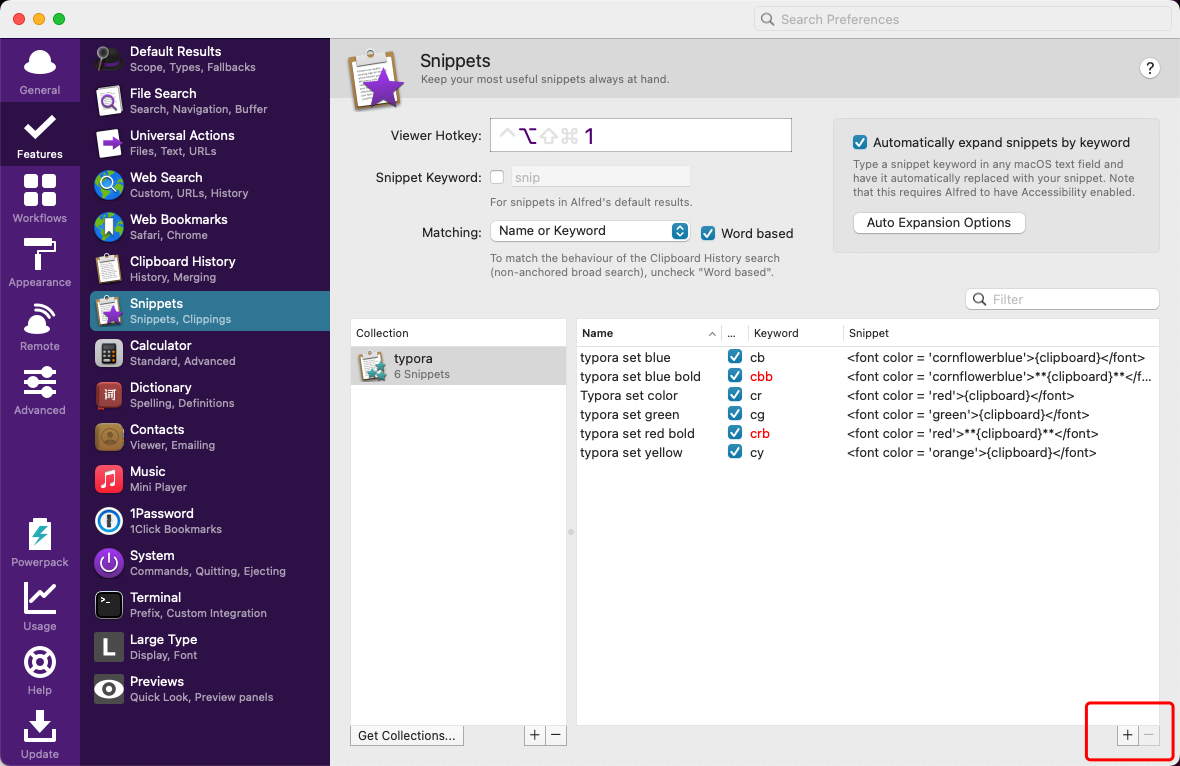 Search Preferences
General
Features
Workflows
Appearance
Remote
Advanced
Powerpack
Usage
Help
Update
Default Results
Scope, Types, Fallbacks
File Search
Search, Navigation, Buffer
Universal Actions
Files, Text, URLs
Web Search
Custom, URLs, History
Web Bookmarks
Safari, Chrome
Clipboard History
History, Merging
Snippets
Snippets, Clippings
Calculator
Standard, Advanced
词
Dictionary
Spelling, Definitions
Contacts
Viewer, Emailing
Music
Mini Player
1Password
1Click Bookmarks
System
Commands, Quitting, Ejecting
Terminal
Prefix, Custom Integration
L
Large Type
Display, Font
Previews
Quick Look, Preview panels
Snippets
Keep your most useful snippets always at hand.
?
Viewer Hotkey: ⌃⌥⇧⌘ 1
Snippet Keyword: snip
For snippets in Alfred's default results.
Matching: Name or Keyword Word based
To match the behaviour of the Clipboard History search
(non-anchored broad search), uncheck "Word based".
Automatically expand snippets by keyword
Type a snippet keyword in any macOS text field and
have it automatically replaced with your snippet. Note
that this requires Alfred to have Accessibility enabled.
Auto Expansion Options
Filter
Collection
typora
6 Snippets
Name ... Keyword Snippet
typora set blue cb <font color = 'cornflowerblue'>{clipboard}</font>
typora set blue bold cbb <font color = 'cornflowerblue'>**{clipboard}**</f...
Typora set color cr <font color = 'red'>{clipboard}</font>
typora set green cg <font color = 'green'>{clipboard}</font>
typora set red bold crb <font color = 'red'>**{clipboard}**</font>
typora set yellow cy <font color = 'orange'>{clipboard}</font>
Get Collections... + −
+ −